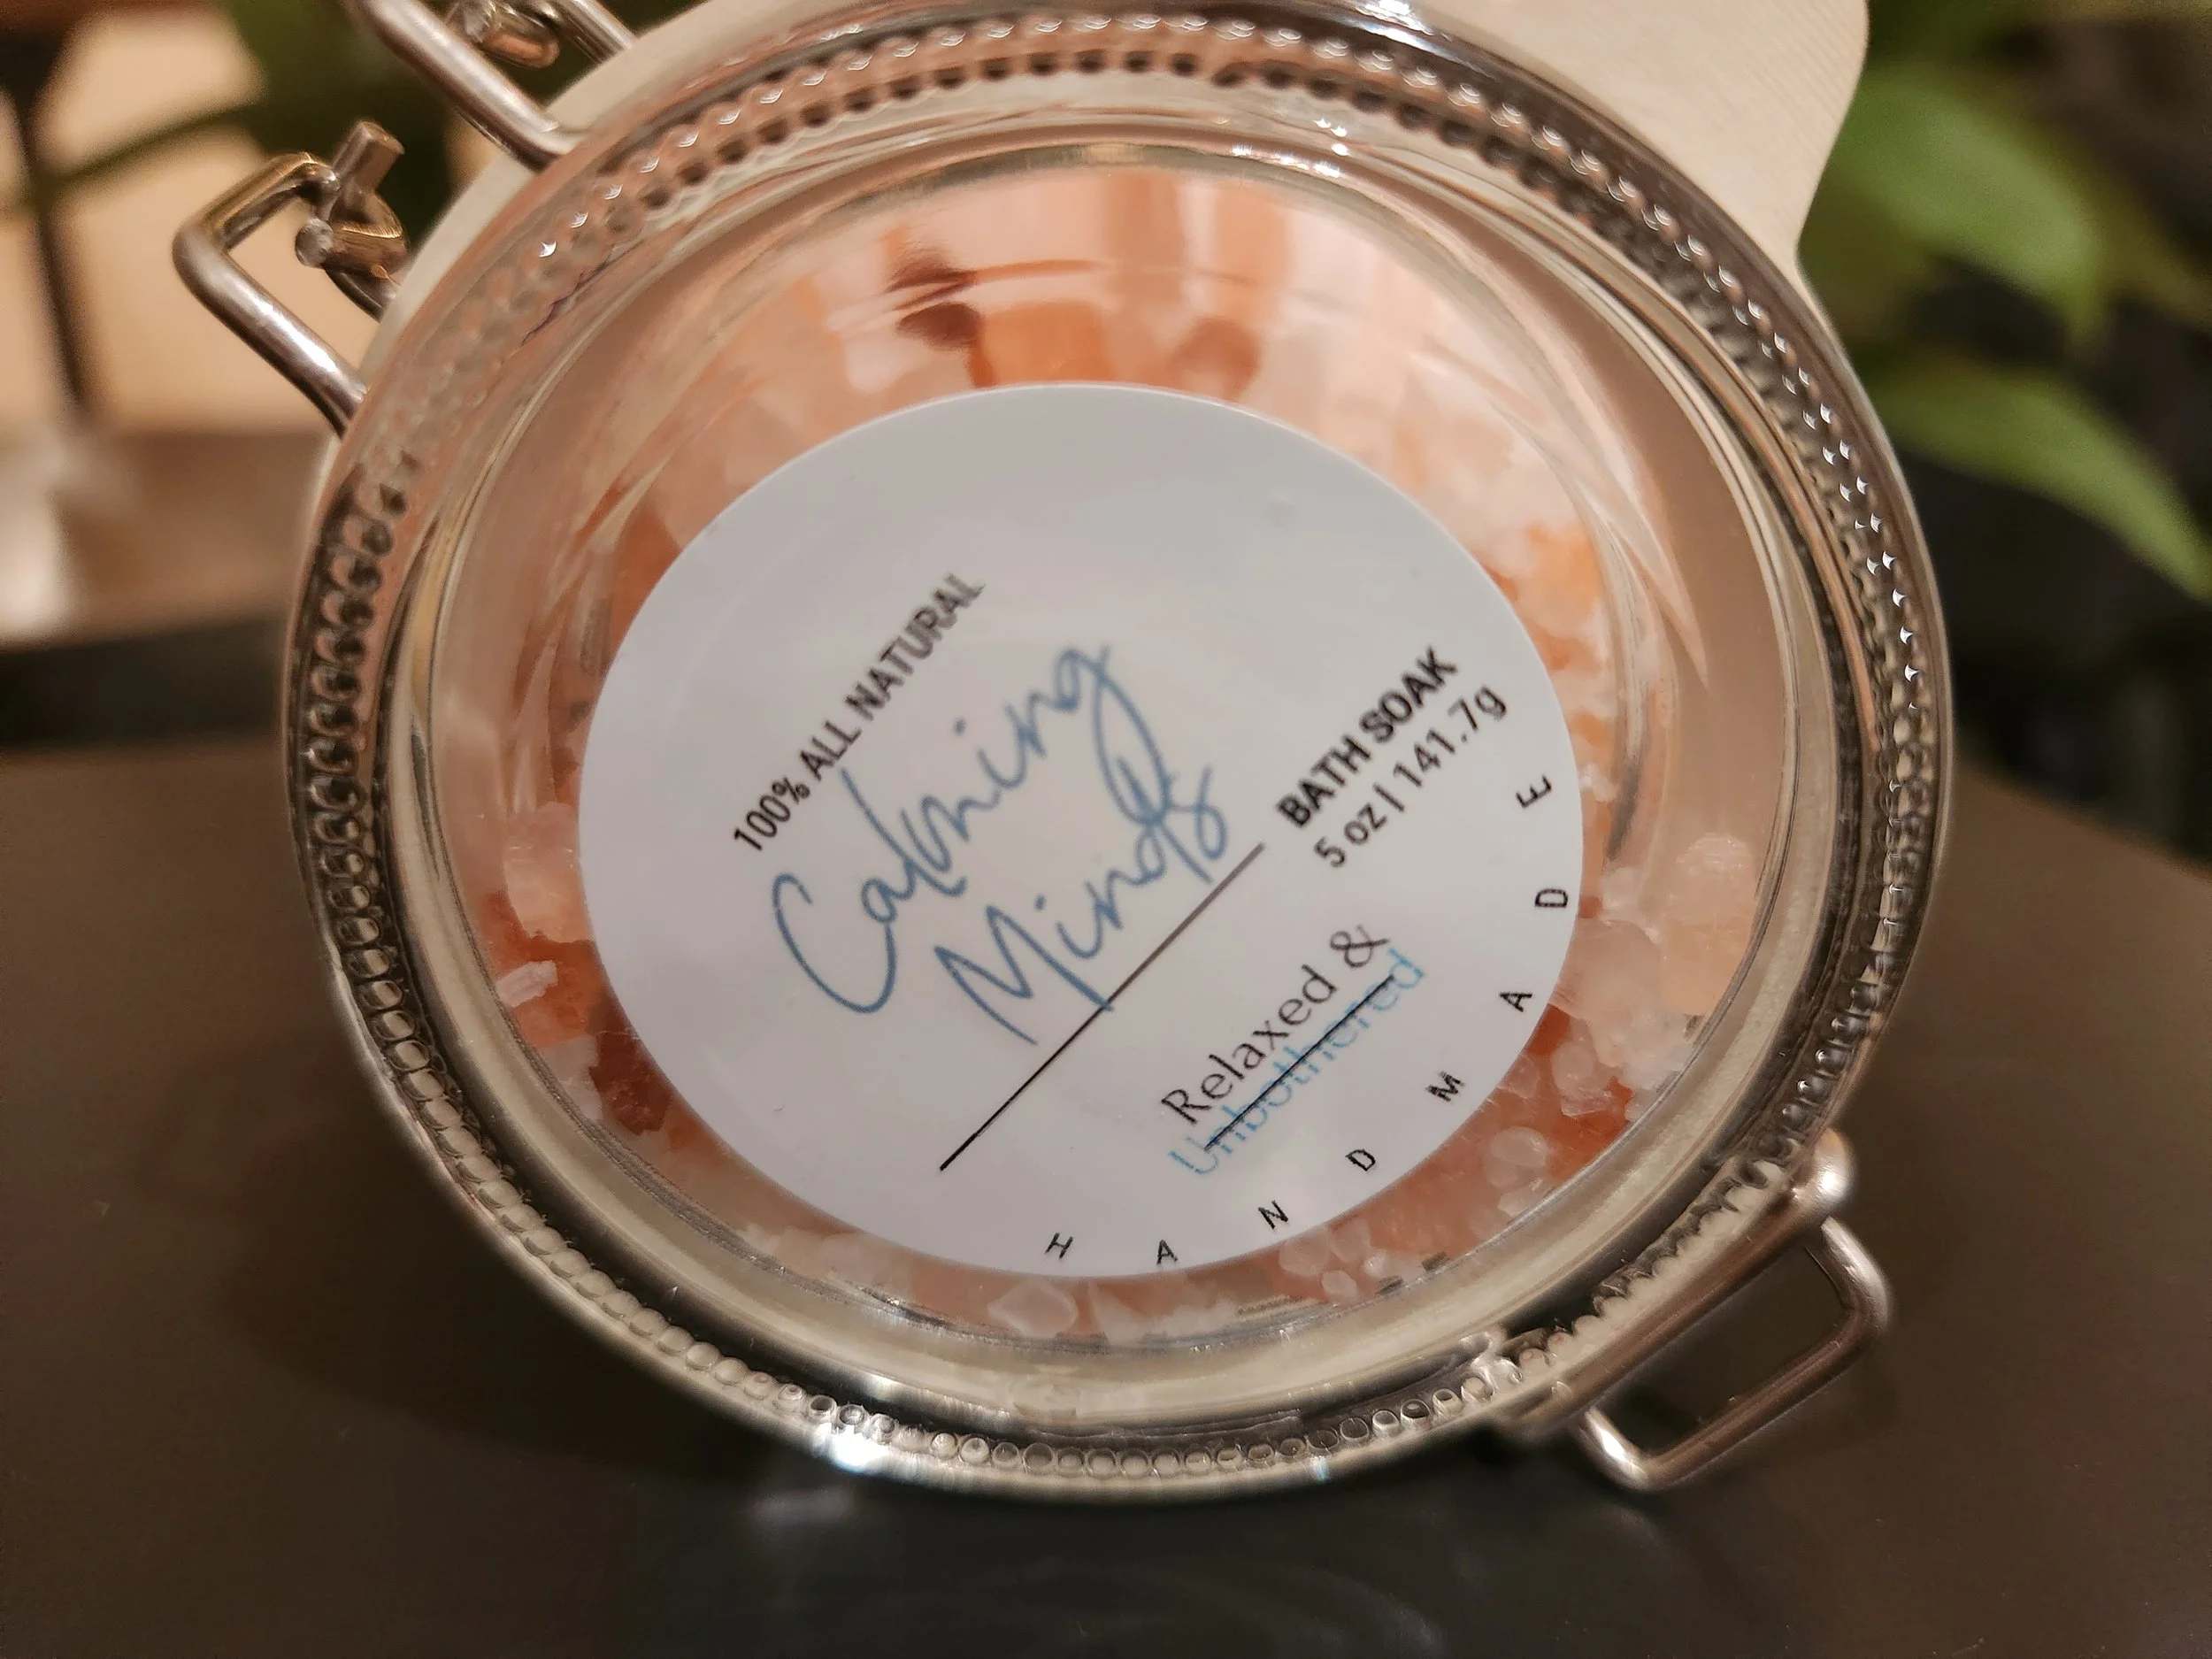 100% ALL NATURAL
Calming
Minds
BATH SOAK
5 oz | 141.7g
Relaxed &
Unbothered
HANDMADE